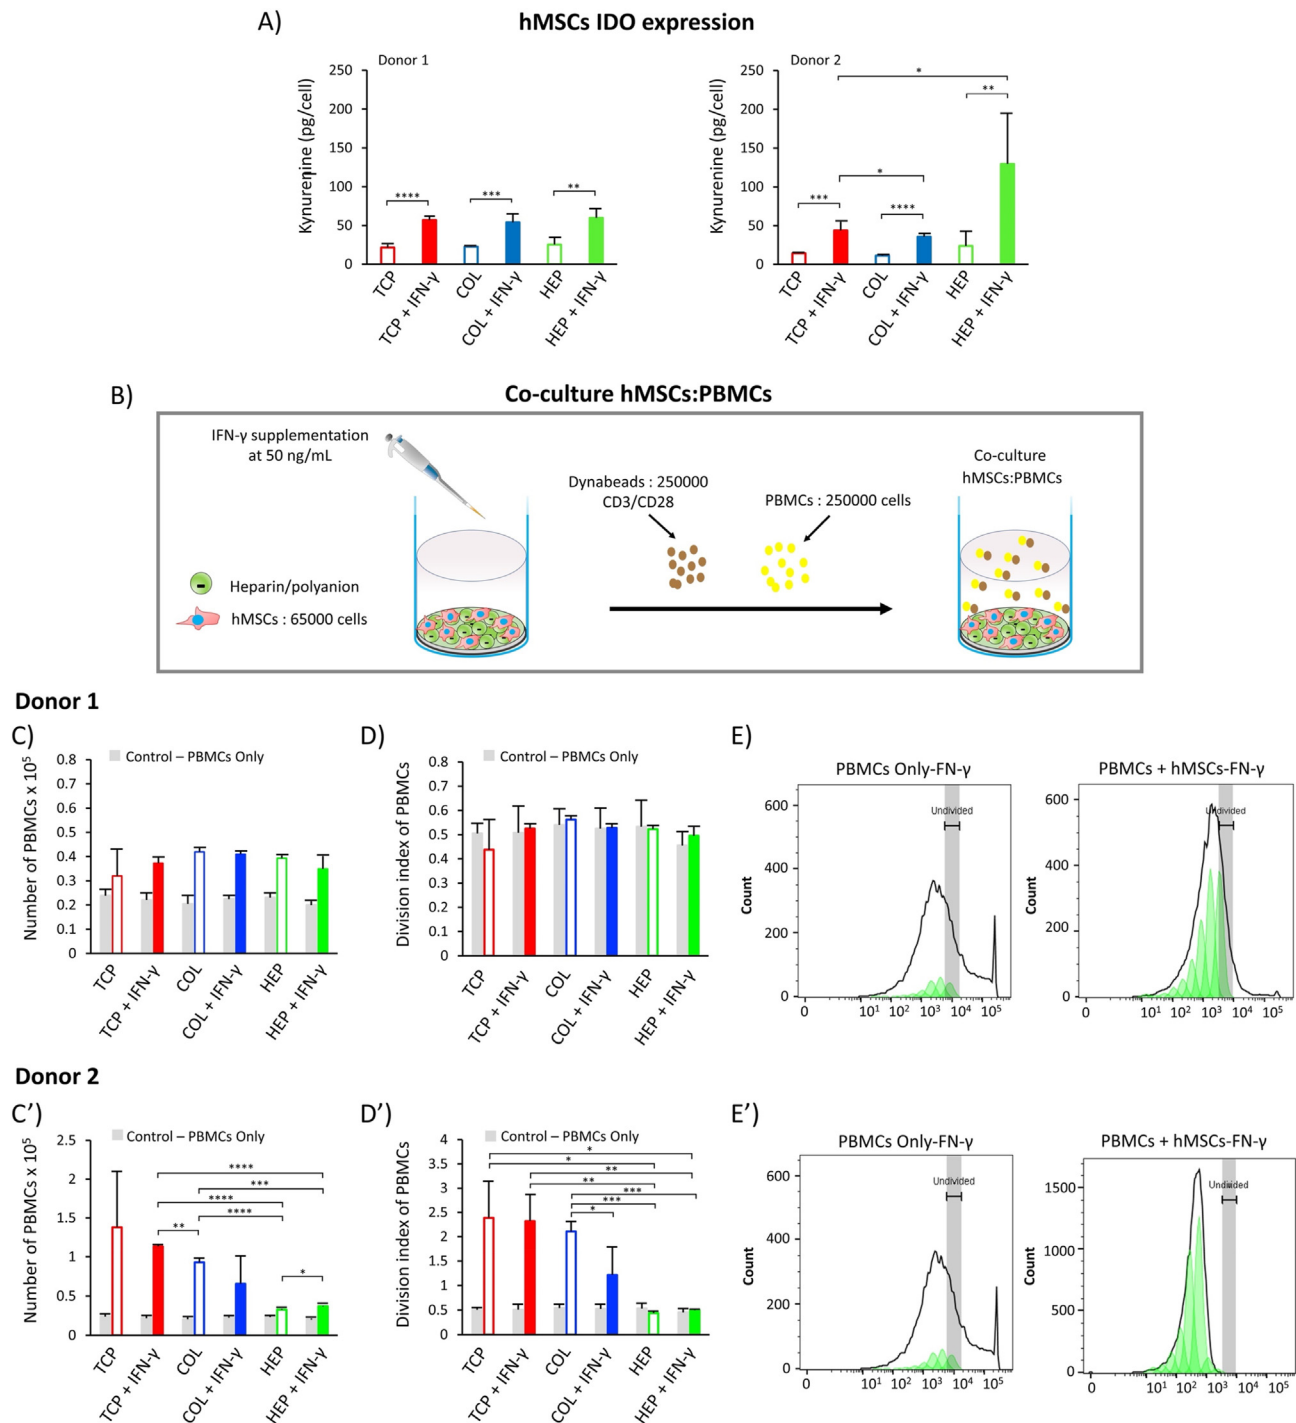 A)
hMSCs IDO expression
Donor 1
Kynurenine (pg/cell)
250
200
150
100
50
0
****
***
**
TCP
TCP + IFN-γ
COL
COL + IFN-γ
HEP
HEP + IFN-γ
Donor 2
Kynurenine (pg/cell)
250
200
150
100
50
0
*
**
*
***
****
TCP
TCP + IFN-γ
COL
COL + IFN-γ
HEP
HEP + IFN-γ
B)
Co-culture hMSCs:PBMCs
IFN-γ supplementation
at 50 ng/mL
Dynabeads : 250000
CD3/CD28
PBMCs : 250000 cells
Co-culture
hMSCs:PBMCs
Heparin/polyanion
hMSCs : 65000 cells
Donor 1
C)
Control – PBMCs Only
Number of PBMCs x 10⁵
0.8
0.7
0.6
0.5
0.4
0.3
0.2
0.1
0
TCP
TCP + IFN-γ
COL
COL + IFN-γ
HEP
HEP + IFN-γ
D)
Control – PBMCs Only
Division index of PBMCs
0.8
0.7
0.6
0.5
0.4
0.3
0.2
0.1
0
TCP
TCP + IFN-γ
COL
COL + IFN-γ
HEP
HEP + IFN-γ
E)
PBMCs Only-FN-γ
Undivided
Count
600
400
200
0
0 10¹ 10² 10³ 10⁴ 10⁵
PBMCs + hMSCs-FN-γ
Undivided
Count
600
400
200
0
0 10¹ 10² 10³ 10⁴ 10⁵
Donor 2
C')
Control – PBMCs Only
Number of PBMCs x 10⁵
2.5
2
1.5
1
0.5
0
****
***
****
****
**
*
TCP
TCP + IFN-γ
COL
COL + IFN-γ
HEP
HEP + IFN-γ
D')
Control – PBMCs Only
Division index of PBMCs
4
3.5
3
2.5
2
1.5
1
0.5
0
*
*
**
**
***
***
*
TCP
TCP + IFN-γ
COL
COL + IFN-γ
HEP
HEP + IFN-γ
E')
PBMCs Only-FN-γ
Undivided
Count
600
400
200
0
0 10¹ 10² 10³ 10⁴ 10⁵
PBMCs + hMSCs-FN-γ
Undivided
Count
1500
1000
500
0
0 10¹ 10² 10³ 10⁴ 10⁵